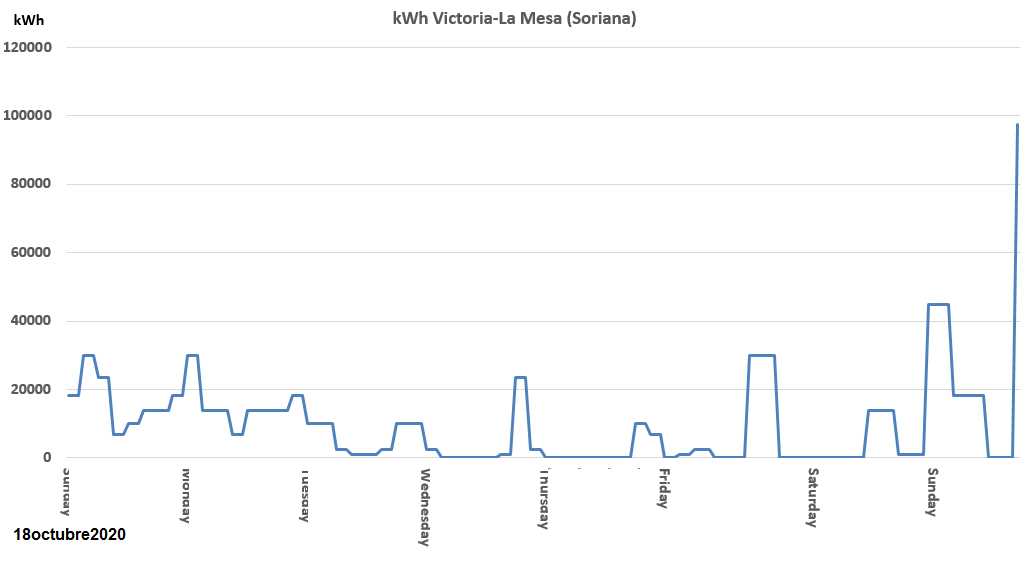 kWh Victoria-La Mesa (Soriana)
kWh
120000
100000
80000
60000
40000
20000
0
Sunday
Monday
Tuesday
Wednesday
Thursday
Friday
Saturday
Sunday
18octubre2020